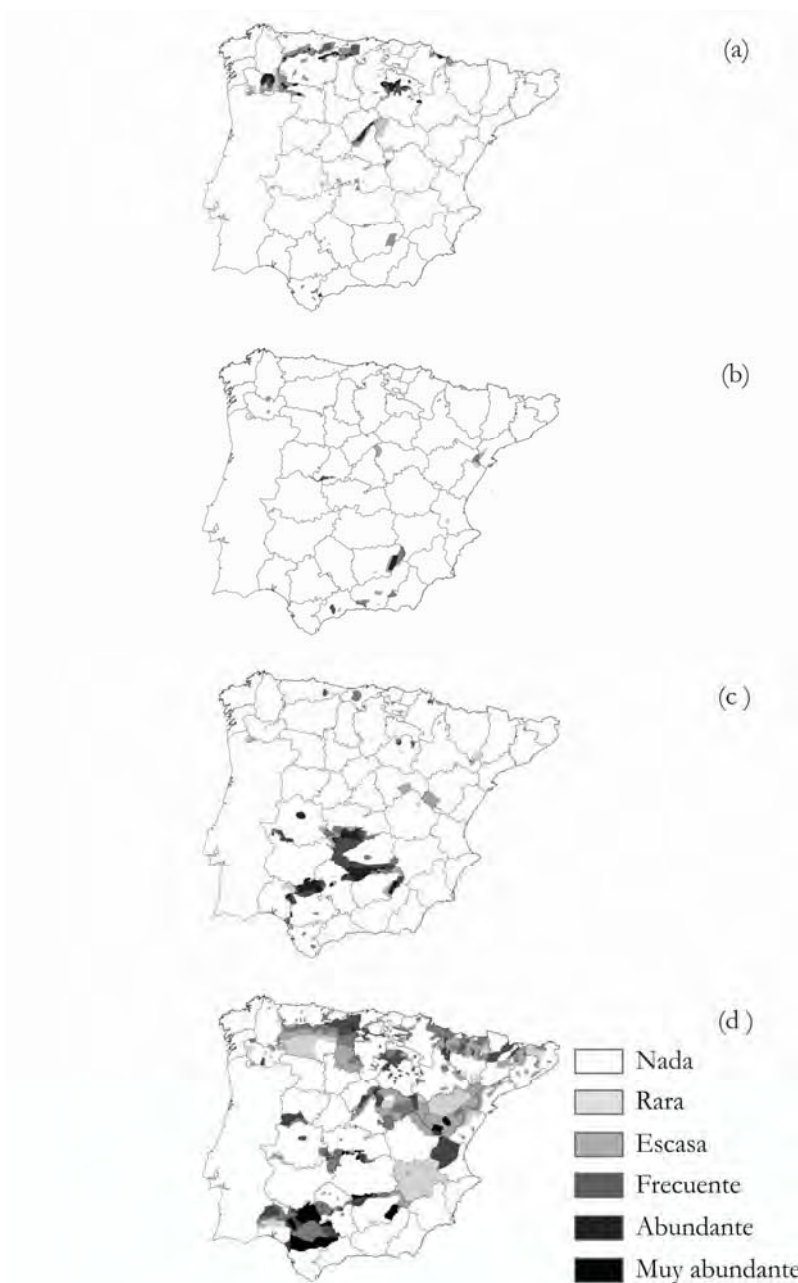 (a)
(b)
(c )
(d )
Nada
Rara
Escasa
Frecuente
Abundante
Muy abundante